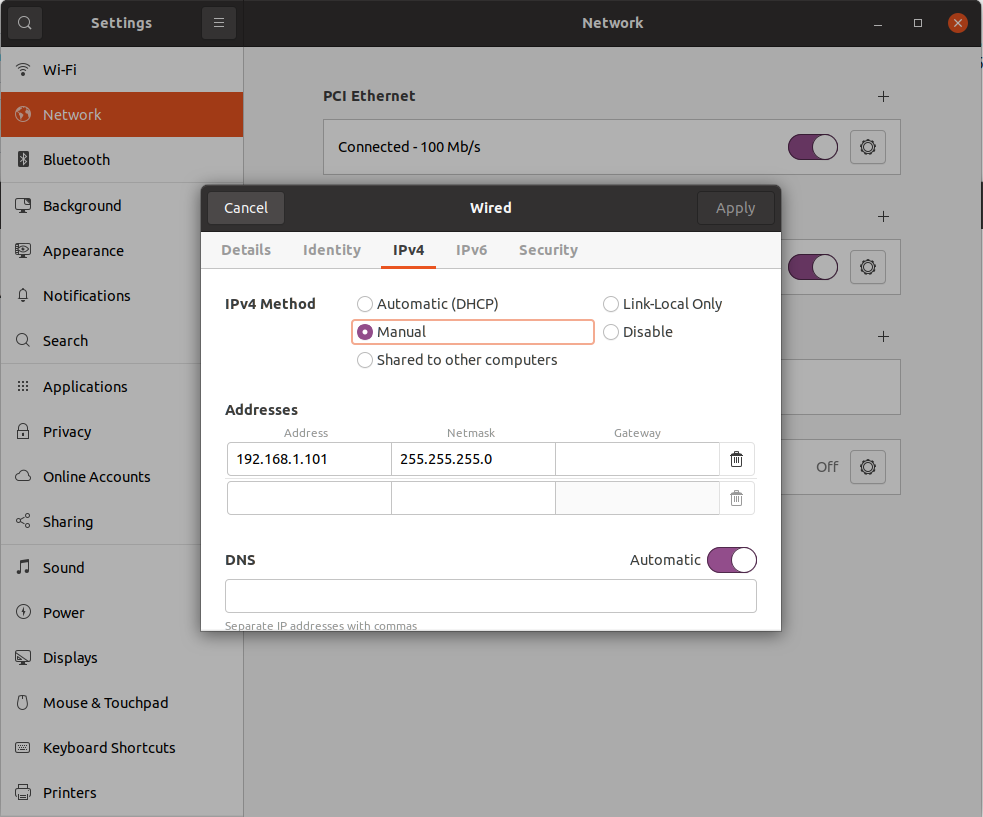 Settings
Network
Wi-Fi
Network
Bluetooth
Background
Appearance
Notifications
Search
Applications
Privacy
Online Accounts
Sharing
Sound
Power
Displays
Mouse & Touchpad
Keyboard Shortcuts
Printers
PCI Ethernet
Connected - 100 Mb/s
Off
Cancel
Wired
Apply
Details Identity IPv4 IPv6 Security
IPv4 Method
Automatic (DHCP)
Link-Local Only
Manual
Disable
Shared to other computers
Addresses
Address Netmask Gateway
192.168.1.101 255.255.255.0
DNS
Automatic
Separate IP addresses with commas